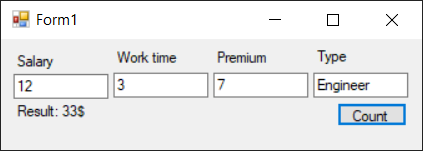 Form1
Salary Work time Premium Type
12 3 7 Engineer
Result: 33$ Count